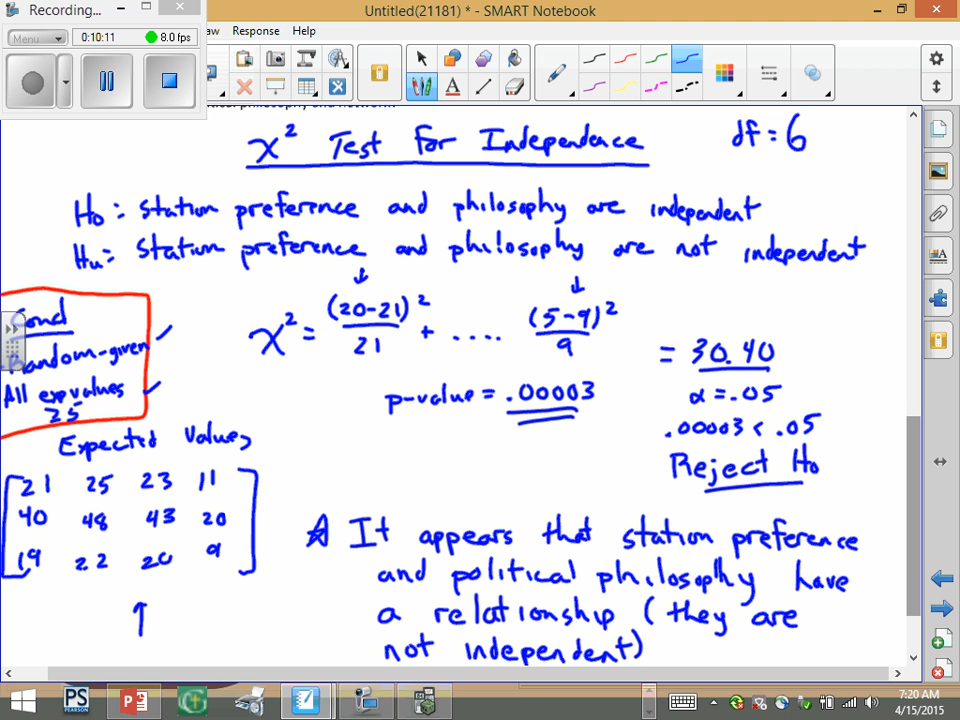 Recording...
Untitled(21181) * - SMART Notebook
Menu
0:10:11
8.0 fps
Response
Help
χ² Test for Independence
df = 6
Ho: Station preference and philosophy are independent
Ha: Station preference and philosophy are not independent
Cond
Random-given
All exp values
≥5
χ² = (20-21)²/21 + .... (5-9)²/9
= 30.40
p-value = .00003
α = .05
.00003 < .05
Reject Ho
Expected Values
21 25 23 11
40 48 43 20
19 22 20 9
It appears that station preference
and political philosophy have
a relationship (they are
not independent)
PS
PEARSON
7:20 AM
4/15/2015